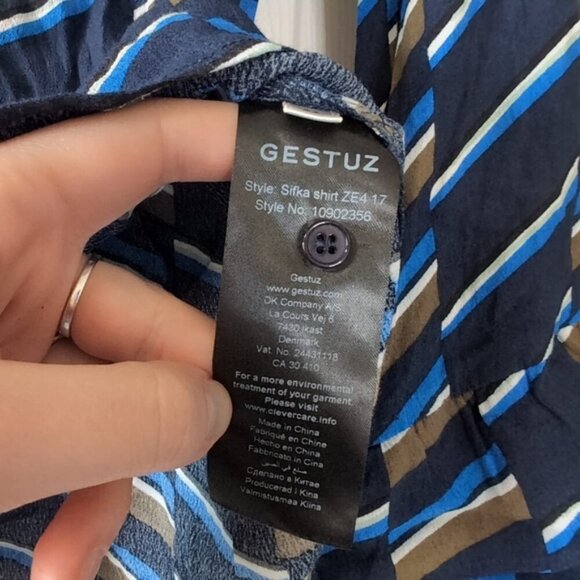 GESTUZ
Style: Sifka shirt ZE4 17
Style No: 10902356
Gestuz
www.gestuz.com
DK Company A/S
La Cours Vej 6
7430 Ikast
Denmark
Vat. No. 24431118
CA 30 410
For a more environmental
treatment of your garment
Please visit
www.clevercare.info
Made in China
Fabriqué en Chine
Hecho en China
Fabbricato in Cina
صنع في الصين
Сделано в Китае
Producerad i Kina
Valmistusmaa Kiina